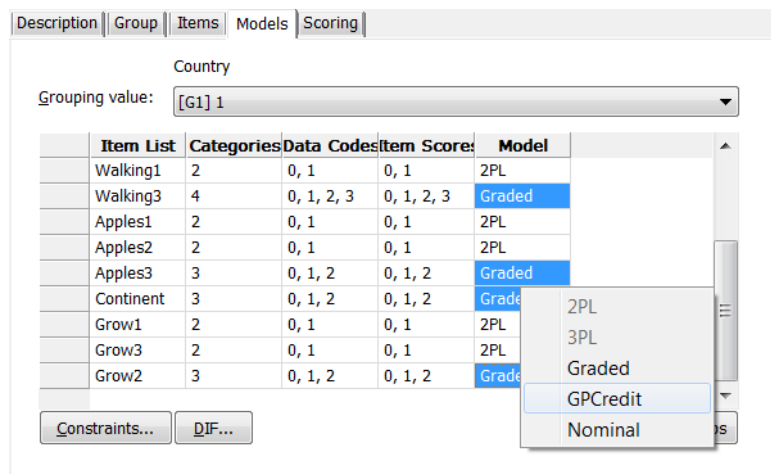 Description Group Items Models Scoring
Country
Grouping value: [G1] 1
Item List Categories Data Codes Item Scores Model
Walking1 2 0, 1 0, 1 2PL
Walking3 4 0, 1, 2, 3 0, 1, 2, 3 Graded
Apples1 2 0, 1 0, 1 2PL
Apples2 2 0, 1 0, 1 2PL
Apples3 3 0, 1, 2 0, 1, 2 Graded
Continent 3 0, 1, 2 0, 1, 2 Grade
Grow1 2 0, 1 0, 1 2PL
Grow3 2 0, 1 0, 1 2PL
Grow2 3 0, 1, 2 0, 1, 2 Grade
2PL
3PL
Graded
GPCredit
Nominal
Constraints... DIF...